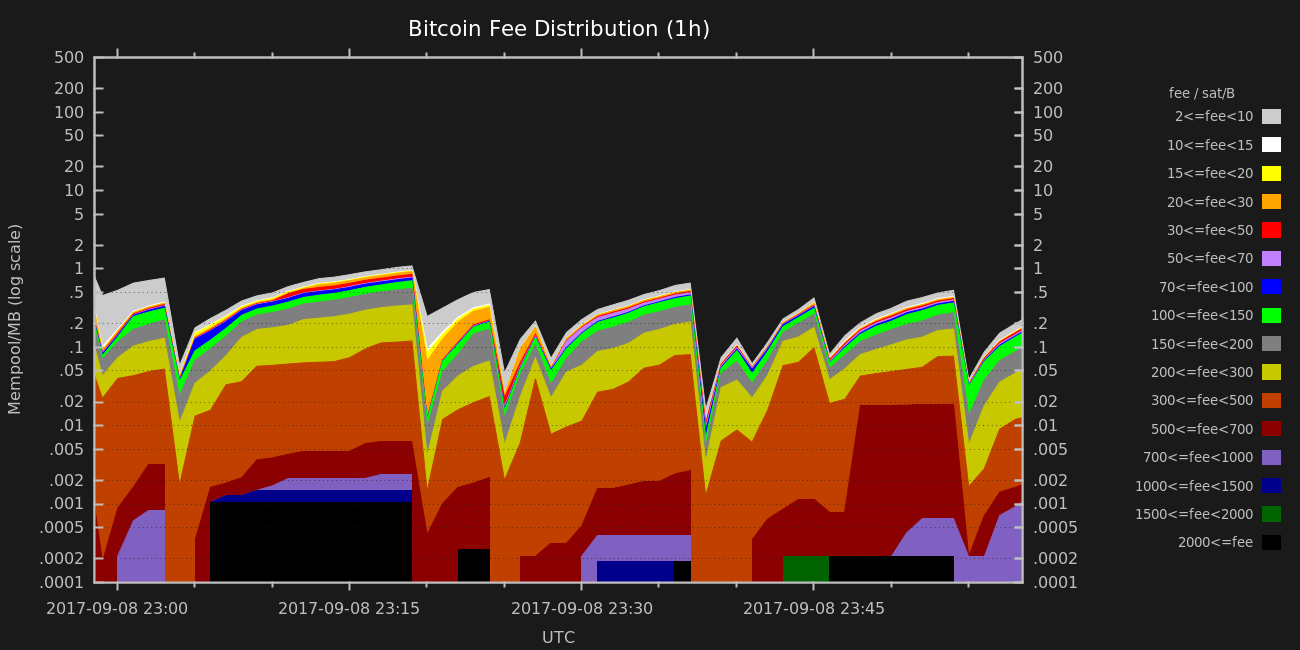 Bitcoin Fee Distribution (1h)
Mempool/MB (log scale)
500
200
100
50
20
10
5
2
1
.5
.2
.1
.05
.02
.01
.005
.002
.001
.0005
.0002
.0001
500
200
100
50
20
10
5
2
1
.5
.2
.1
.05
.02
.01
.005
.002
.001
.0005
.0002
.0001
2017-09-08 23:00 2017-09-08 23:15 2017-09-08 23:30 2017-09-08 23:45
UTC
fee / sat/B
2<=fee<10
10<=fee<15
15<=fee<20
20<=fee<30
30<=fee<50
50<=fee<70
70<=fee<100
100<=fee<150
150<=fee<200
200<=fee<300
300<=fee<500
500<=fee<700
700<=fee<1000
1000<=fee<1500
1500<=fee<2000
2000<=fee